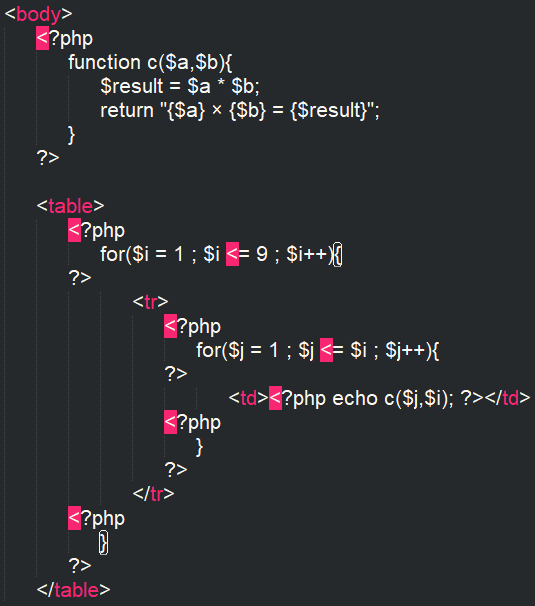 <body>
<?php
function c($a,$b){
$result = $a * $b;
return "{$a} × {$b} = {$result}";
}
?>
<table>
<?php
for($i = 1 ; $i <= 9 ; $i++){
?>
<tr>
<?php
for($j = 1 ; $j <= $i ; $j++){
?>
<td><?php echo c($j,$i); ?></td>
<?php
}
?>
</tr>
<?php
}
?>
</table>